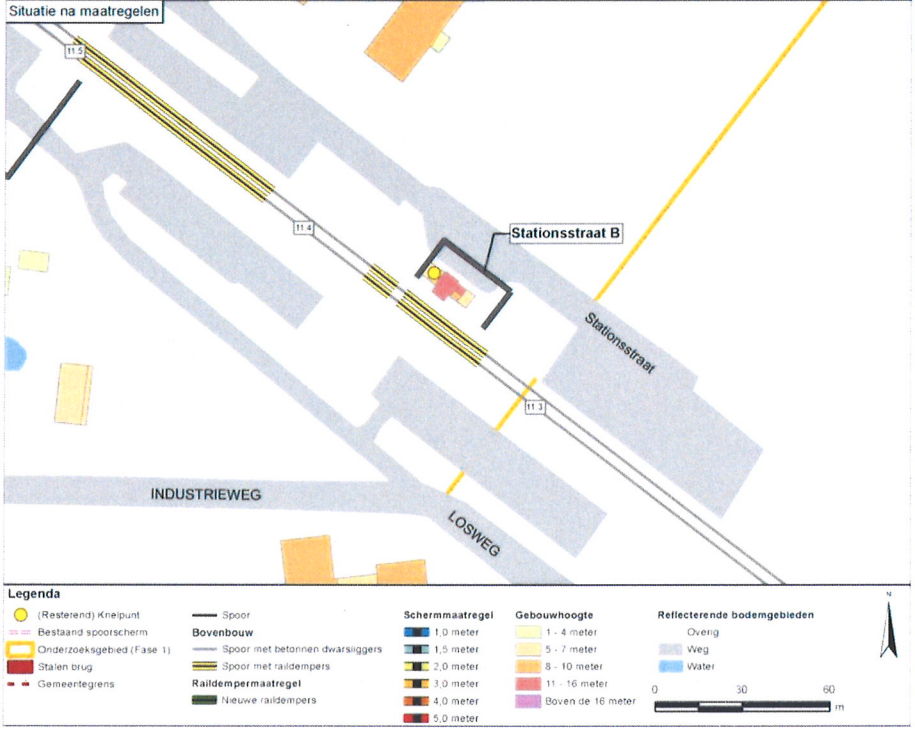 Situatie na maatregelen
11.5
11.4
Stationsstraat B
Stationsstraat
11.3
INDUSTRIEWEG
LOSWEG
Legenda
(Resterend) Knelpunt
Bestaand spoorscherm
Onderzoeksgebied (Fase 1)
Stalen brug
Gemeentegrens
Spoor
Bovenbouw
Spoor met betonnen dwarsliggers
Spoor met raildempers
Raildempermaatregel
Nieuwe raildempers
Schermmaatregel
1,0 meter
1,5 meter
2,0 meter
3,0 meter
4,0 meter
5,0 meter
Gebouwhoogte
1 - 4 meter
5 - 7 meter
8 - 10 meter
11 - 16 meter
Boven de 16 meter
Reflecterende bodemgebieden
Overig
Weg
Water
N
0 30 60
m